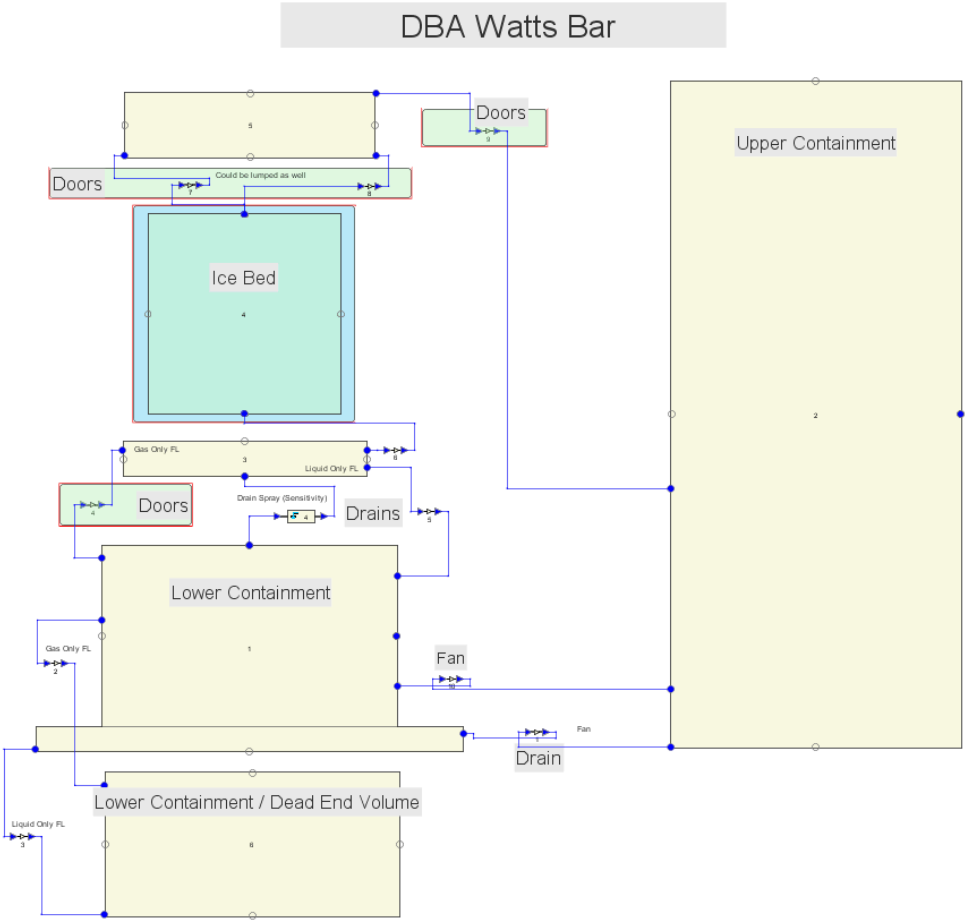 DBA Watts Bar
Doors
9
5
Upper Containment
Doors
Could be lumped as well
7
8
Ice Bed
4
2
Gas Only FL
6
3
Liquid Only FL
Doors
4
Drain Spray (Sensitivity)
4
Drains
5
Lower Containment
Gas Only FL
2
1
Fan
10
Fan
1
Drain
Lower Containment / Dead End Volume
Liquid Only FL
3
6